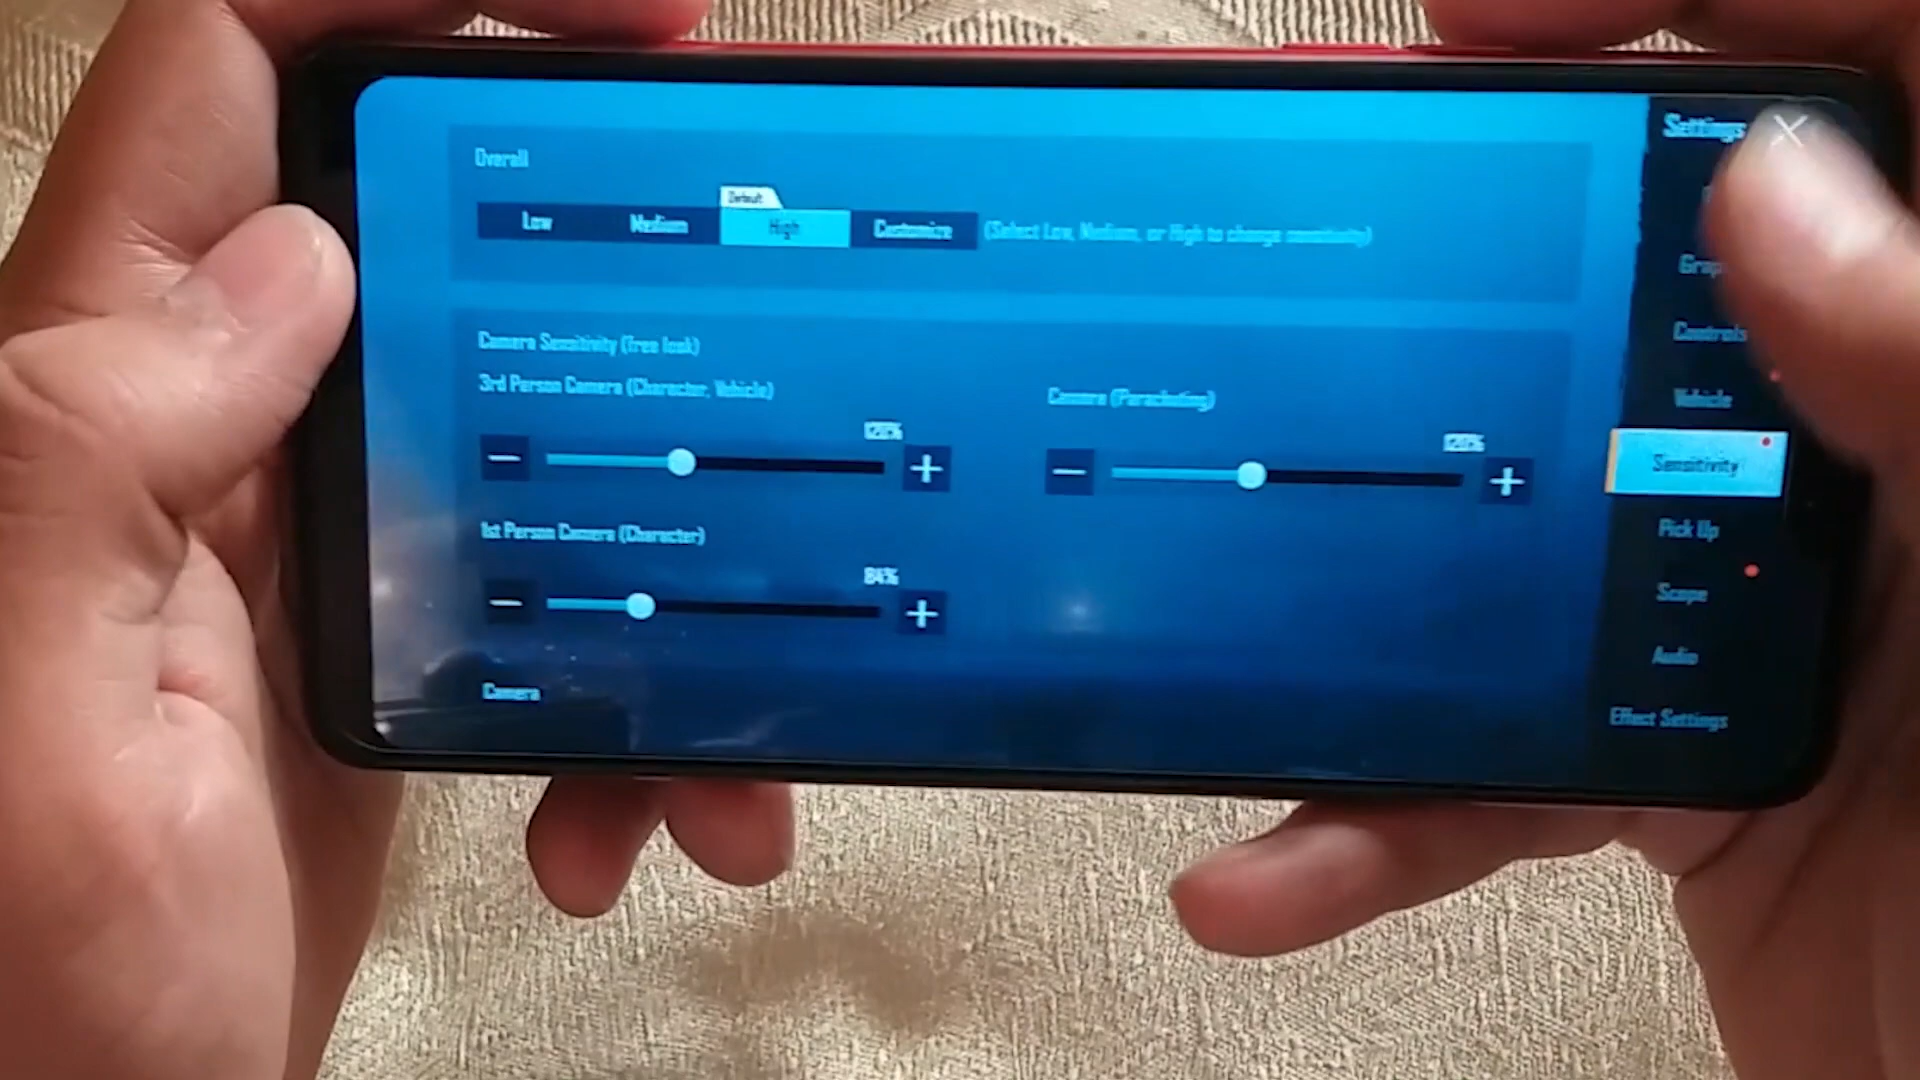 Settings
Overall
Default
Low Medium High Customize (Select Low, Medium, or High to change sensitivity)
Controls
Camera Sensitivity (Free look)
3rd Person Camera (Character, Vehicle)
Camera (Parachuting)
Vehicle
120%
120%
Sensitivity
1st Person Camera (Character)
Pick Up
84%
Scope
Audio
Camera
Effect Settings